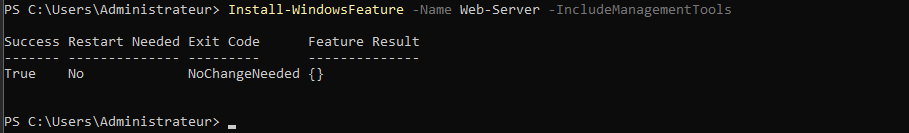 PS C:\Users\Administrateur> Install-WindowsFeature -Name Web-Server -IncludeManagementTools
Success Restart Needed Exit Code      Feature Result
------- -------------- ---------      --------------
True    No             NoChangeNeeded {}
PS C:\Users\Administrateur>